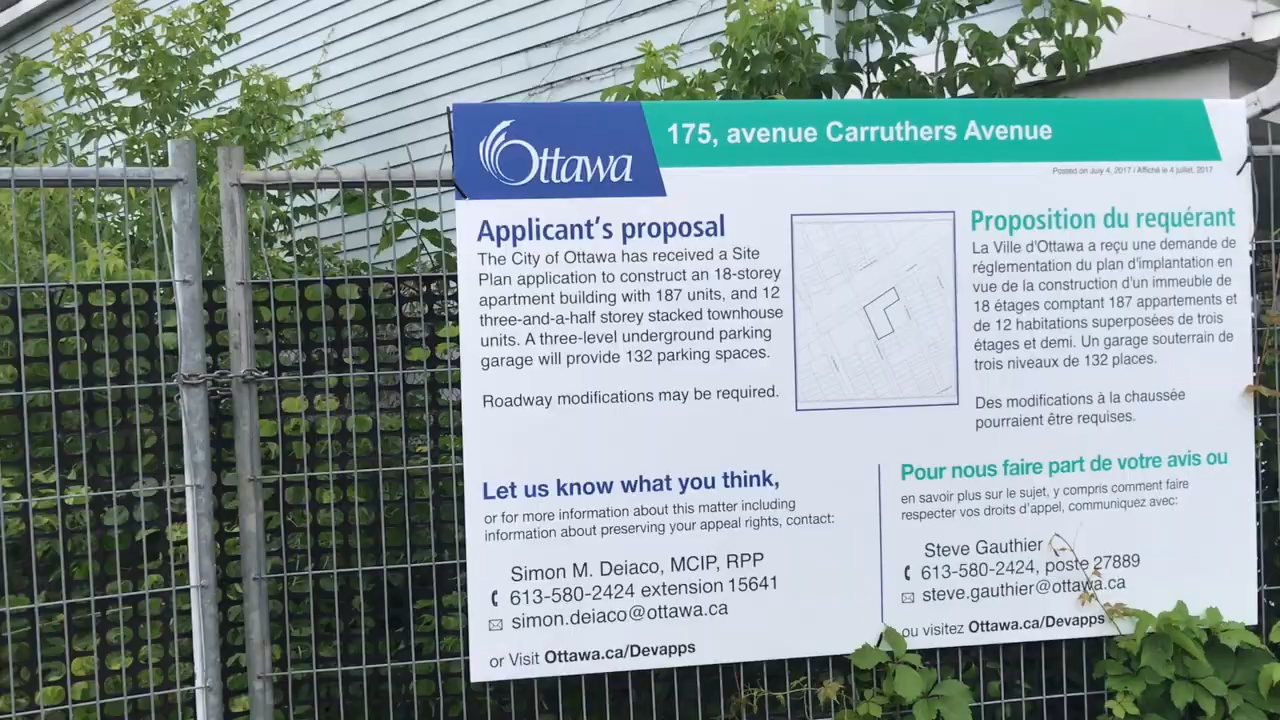 Ottawa
175, avenue Carruthers Avenue
Posted on July 4, 2017 / Affiché le 4 juillet, 2017
Applicant's proposal
The City of Ottawa has received a Site
Plan application to construct an 18-storey
apartment building with 187 units, and 12
three-and-a-half storey stacked townhouse
units. A three-level underground parking
garage will provide 132 parking spaces.
Roadway modifications may be required.
Proposition du requérant
La Ville d'Ottawa a reçu une demande de
réglementation du plan d'implantation en
vue de la construction d'un immeuble de
18 étages comptant 187 appartements et
de 12 habitations superposées de trois
étages et demi. Un garage souterrain de
trois niveaux de 132 places.
Des modifications à la chaussée
pourraient être requises.
Let us know what you think,
or for more information about this matter including
information about preserving your appeal rights, contact:
Simon M. Deiaco, MCIP, RPP
613-580-2424 extension 15641
simon.deiaco@ottawa.ca
or Visit Ottawa.ca/Devapps
Pour nous faire part de votre avis ou
en savoir plus sur le sujet, y compris comment faire
respecter vos droits d'appel, communiquez avec:
Steve Gauthier
613-580-2424, poste 27889
steve.gauthier@ottawa.ca
ou visitez Ottawa.ca/Devapps